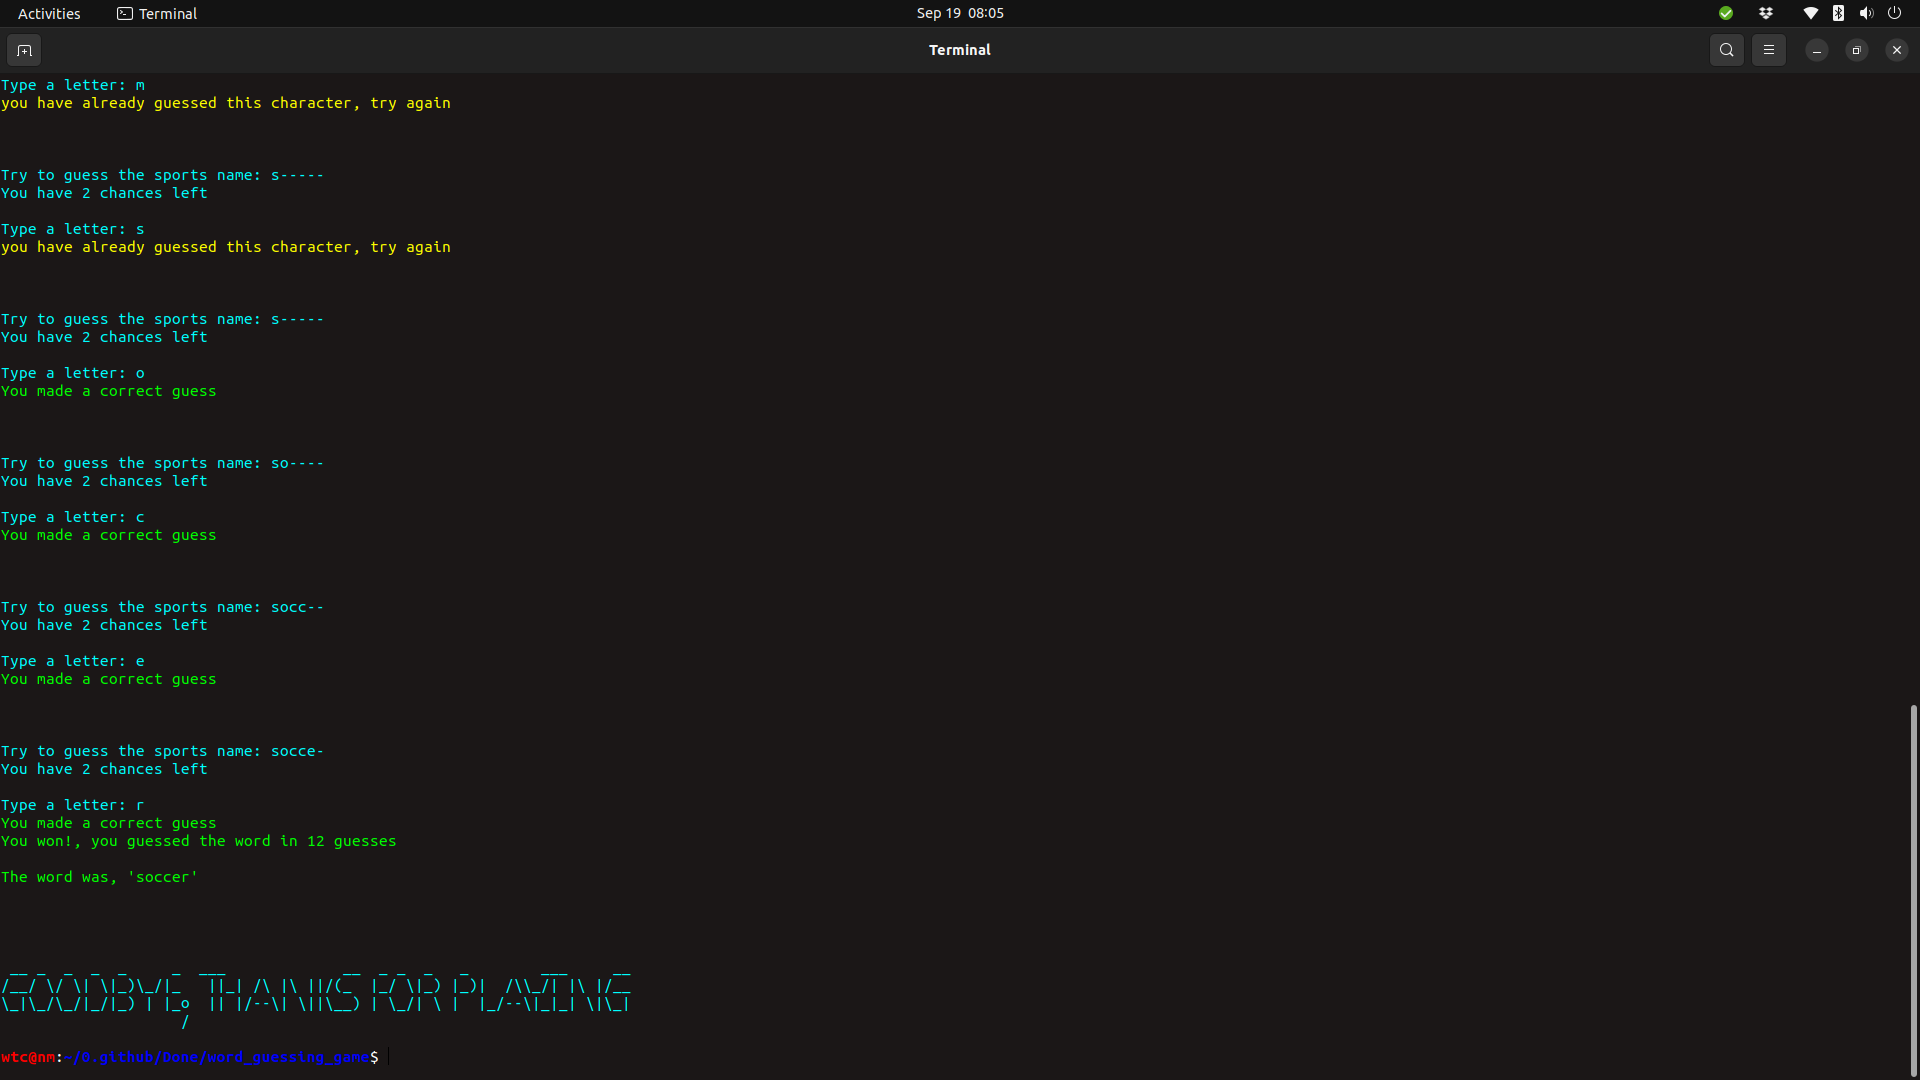 Activities Terminal Sep 19 08:05
Terminal
Type a letter: m
you have already guessed this character, try again
Try to guess the sports name: s-----
You have 2 chances left
Type a letter: s
you have already guessed this character, try again
Try to guess the sports name: s-----
You have 2 chances left
Type a letter: o
You made a correct guess
Try to guess the sports name: so----
You have 2 chances left
Type a letter: c
You made a correct guess
Try to guess the sports name: socc--
You have 2 chances left
Type a letter: e
You made a correct guess
Try to guess the sports name: socce-
You have 2 chances left
Type a letter: r
You made a correct guess
You won!, you guessed the word in 12 guesses
The word was, 'soccer'
GOODBYE, THANKS FOR PLAYING
wtc@nm:~/G.github/Done/word_guessing_game$